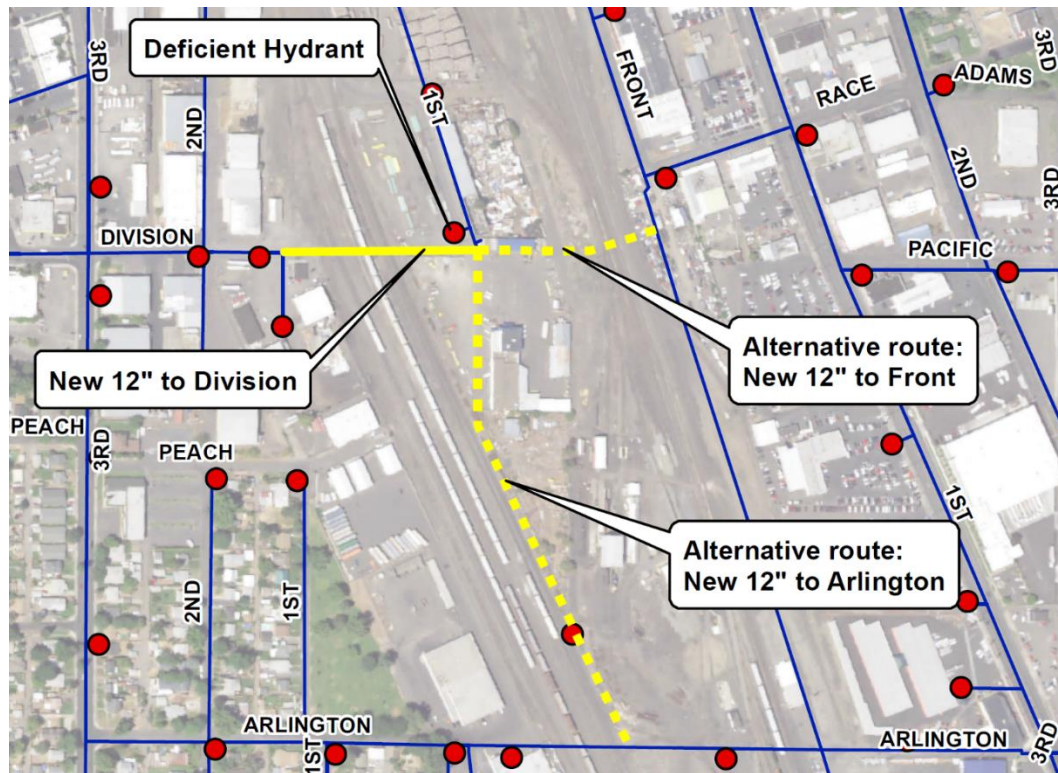 3RD
Deficient Hydrant
2ND
1ST
FRONT
RACE
3RD
ADAMS
2ND
3RD
DIVISION
PACIFIC
New 12" to Division
Alternative route:
New 12" to Front
PEACH
3RD
PEACH
2ND
1ST
1ST
Alternative route:
New 12" to Arlington
ARLINGTON
1ST
ARLINGTON
3RD